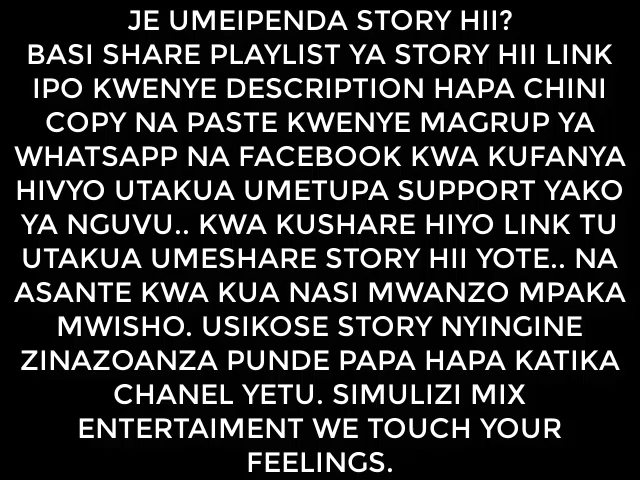 JE UMEIPENDA STORY HII?
BASI SHARE PLAYLIST YA STORY HII LINK
IPO KWENYE DESCRIPTION HAPA CHINI
COPY NA PASTE KWENYE MAGRUP YA
WHATSAPP NA FACEBOOK KWA KUFANYA
HIVYO UTAKUA UMETUPA SUPPORT YAKO
YA NGUVU.. KWA KUSHARE HIYO LINK TU
UTAKUA UMESHARE STORY HII YOTE.. NA
ASANTE KWA KUA NASI MWANZO MPAKA
MWISHO. USIKOSE STORY NYINGINE
ZINAZOANZA PUNDE PAPA HAPA KATIKA
CHANEL YETU. SIMULIZI MIX
ENTERTAIMENT WE TOUCH YOUR
FEELINGS.